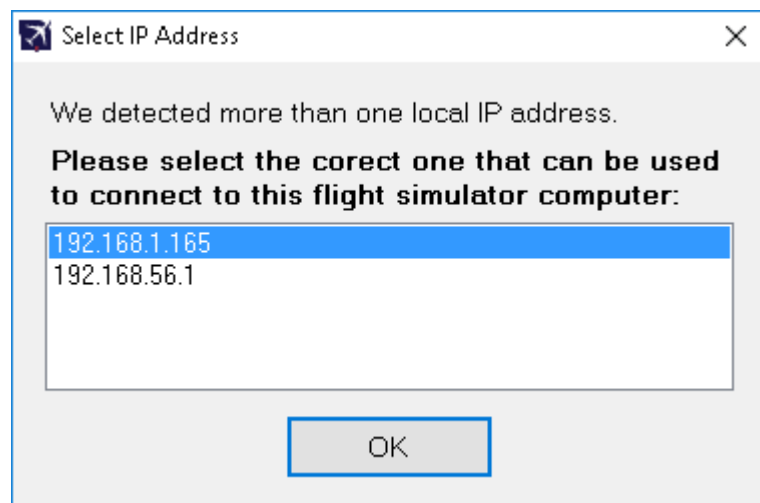 Select IP Address
We detected more than one local IP address.
Please select the corect one that can be used
to connect to this flight simulator computer:
192.168.1.165
192.168.56.1
OK